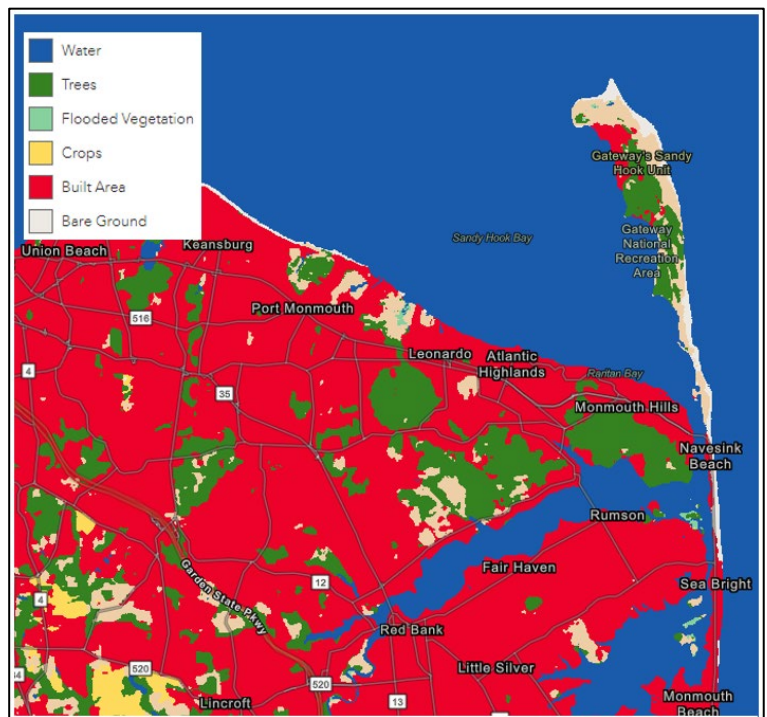 Water
Trees
Flooded Vegetation
Crops
Built Area
Bare Ground
Gateway's Sandy
Hook Unit
Gateway
National
Recreation
Area
Sandy Hook Bay
Union Beach
Keansburg
Port Monmouth
516
4
35
Leonardo
Atlantic
Highlands
Raritan Bay
Monmouth Hills
Navesink
Beach
Rumson
Garden State Pkwy
12
Fair Haven
4
Sea Bright
Red Bank
Little Silver
520
520
34
Lincroft
13
Monmouth
Beach